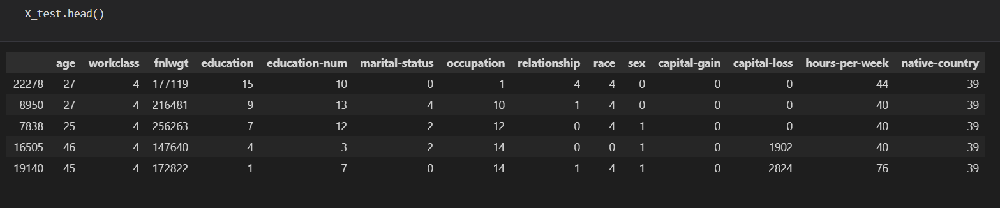 X_test.head()
age workclass fnlwgt education education-num marital-status occupation relationship race sex capital-gain capital-loss hours-per-week native-country
22278 27 4 177119 15 10 0 1 4 4 0 0 0 44 39
8950 27 4 216481 9 13 4 10 1 4 0 0 0 40 39
7838 25 4 256263 7 12 2 12 0 4 1 0 0 40 39
16505 46 4 147640 4 3 2 14 0 0 1 0 1902 40 39
19140 45 4 172822 1 7 0 14 1 4 1 0 2824 76 39